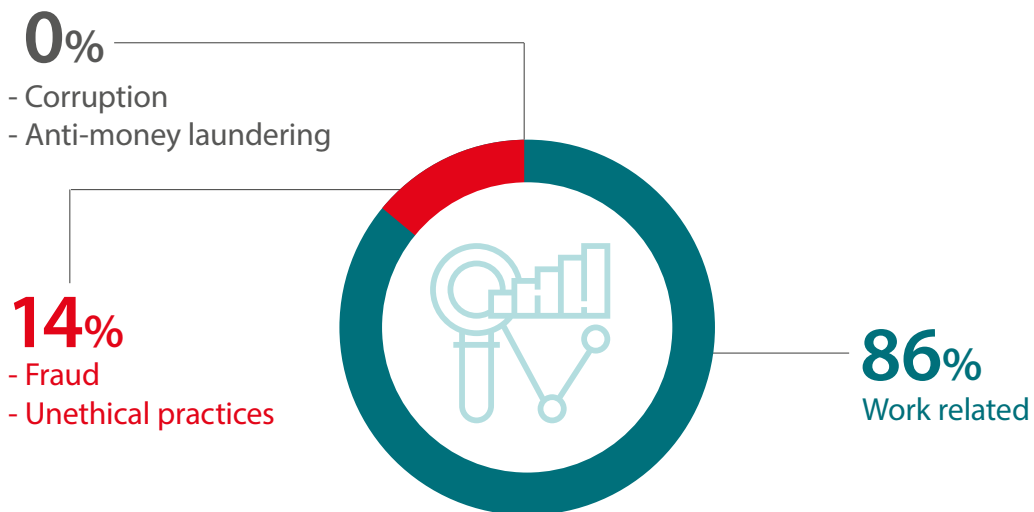 0%
- Corruption
- Anti-money laundering
14%
- Fraud
- Unethical practices
86%
Work related